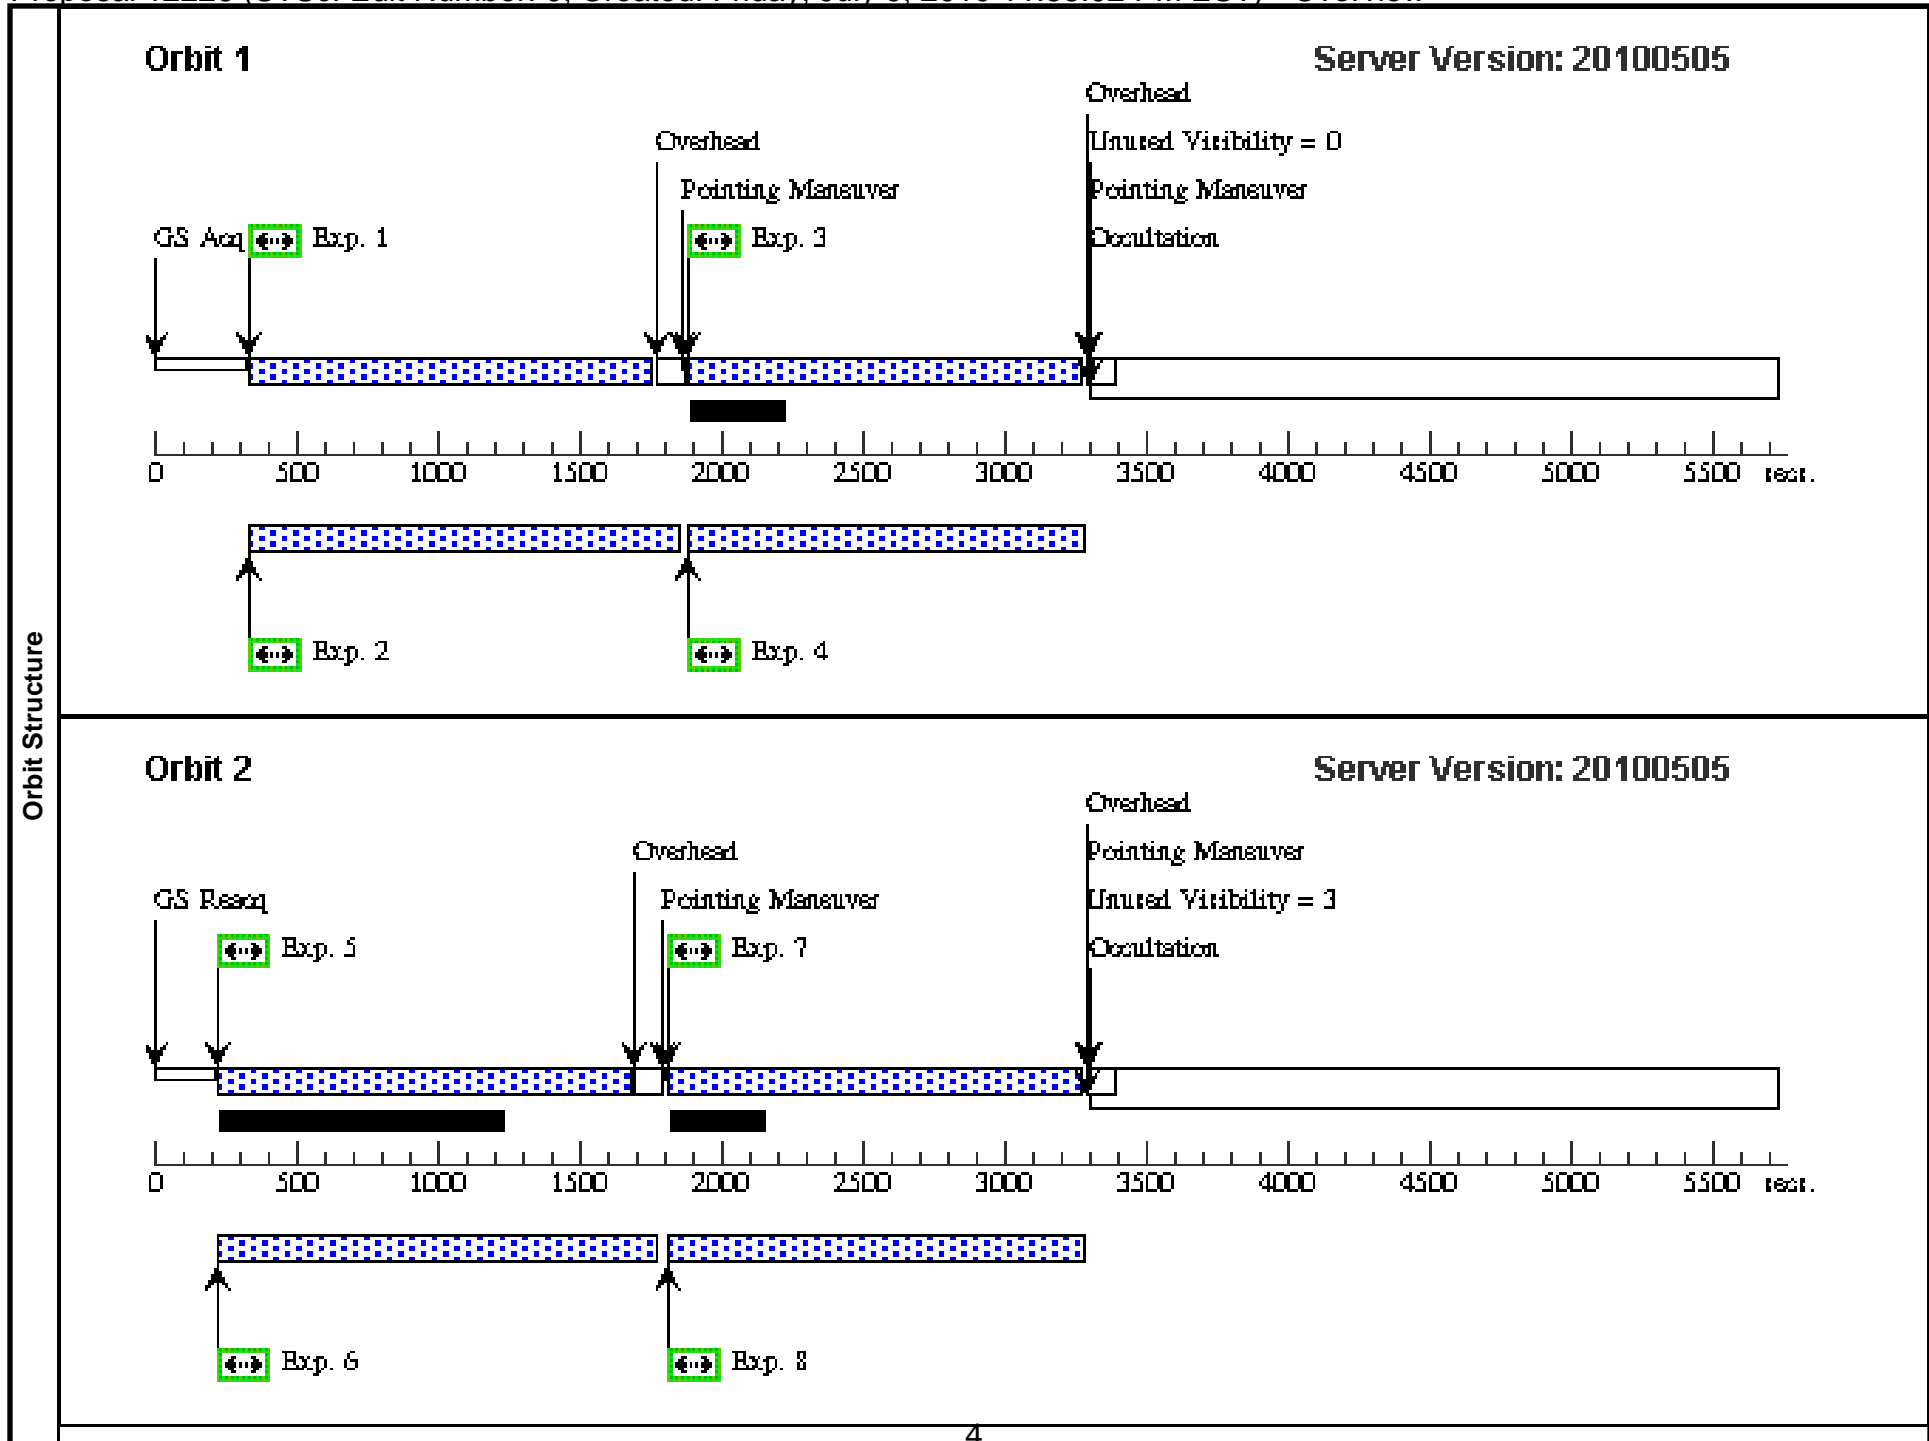 Orbit Structure
Orbit 1
Server Version: 20100505
Overhead
Overhead
Unused Visibility = 0
Pointing Maneuver
Pointing Maneuver
GS Acq
Exp. 1
Exp. 3
Occultation
0 500 1000 1500 2000 2500 3000 3500 4000 4500 5000 5500 secs.
Exp. 2
Exp. 4
Orbit 2
Server Version: 20100505
Overhead
Overhead
Pointing Maneuver
GS Reacq
Pointing Maneuver
Unused Visibility = 3
Exp. 5
Exp. 7
Occultation
0 500 1000 1500 2000 2500 3000 3500 4000 4500 5000 5500 secs.
Exp. 6
Exp. 8
4